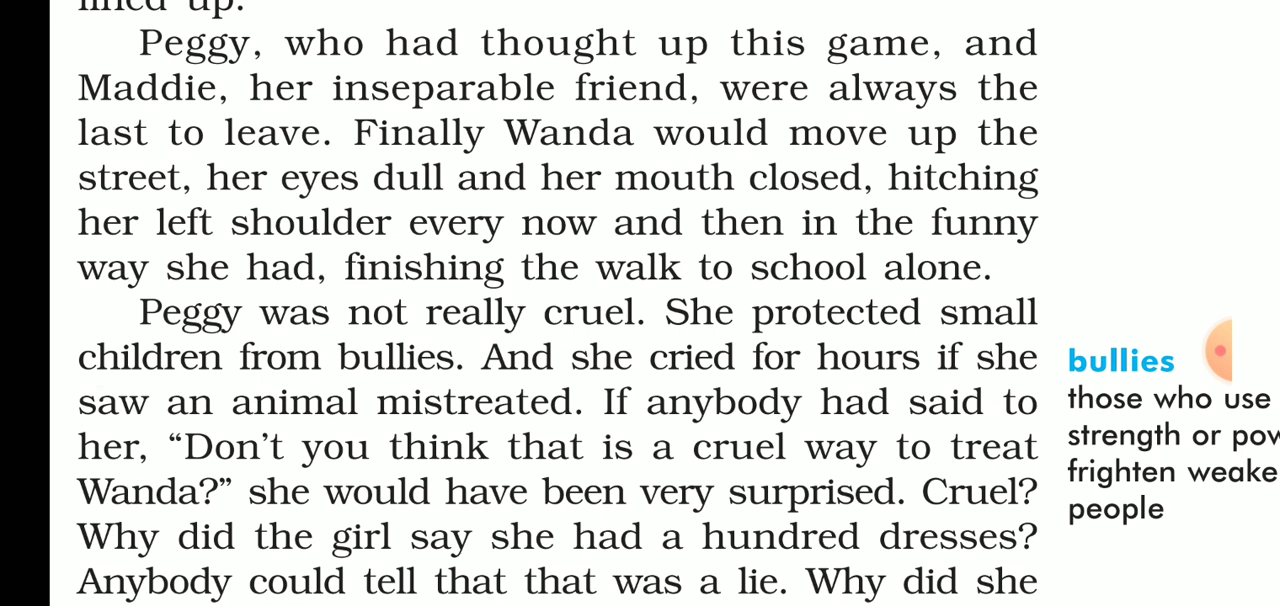 lined up.
Peggy, who had thought up this game, and
Maddie, her inseparable friend, were always the
last to leave. Finally Wanda would move up the
street, her eyes dull and her mouth closed, hitching
her left shoulder every now and then in the funny
way she had, finishing the walk to school alone.
Peggy was not really cruel. She protected small
children from bullies. And she cried for hours if she
saw an animal mistreated. If anybody had said to
her, “Don’t you think that is a cruel way to treat
Wanda?” she would have been very surprised. Cruel?
Why did the girl say she had a hundred dresses?
Anybody could tell that that was a lie. Why did she
bullies
those who use
strength or pow
frighten weake
people